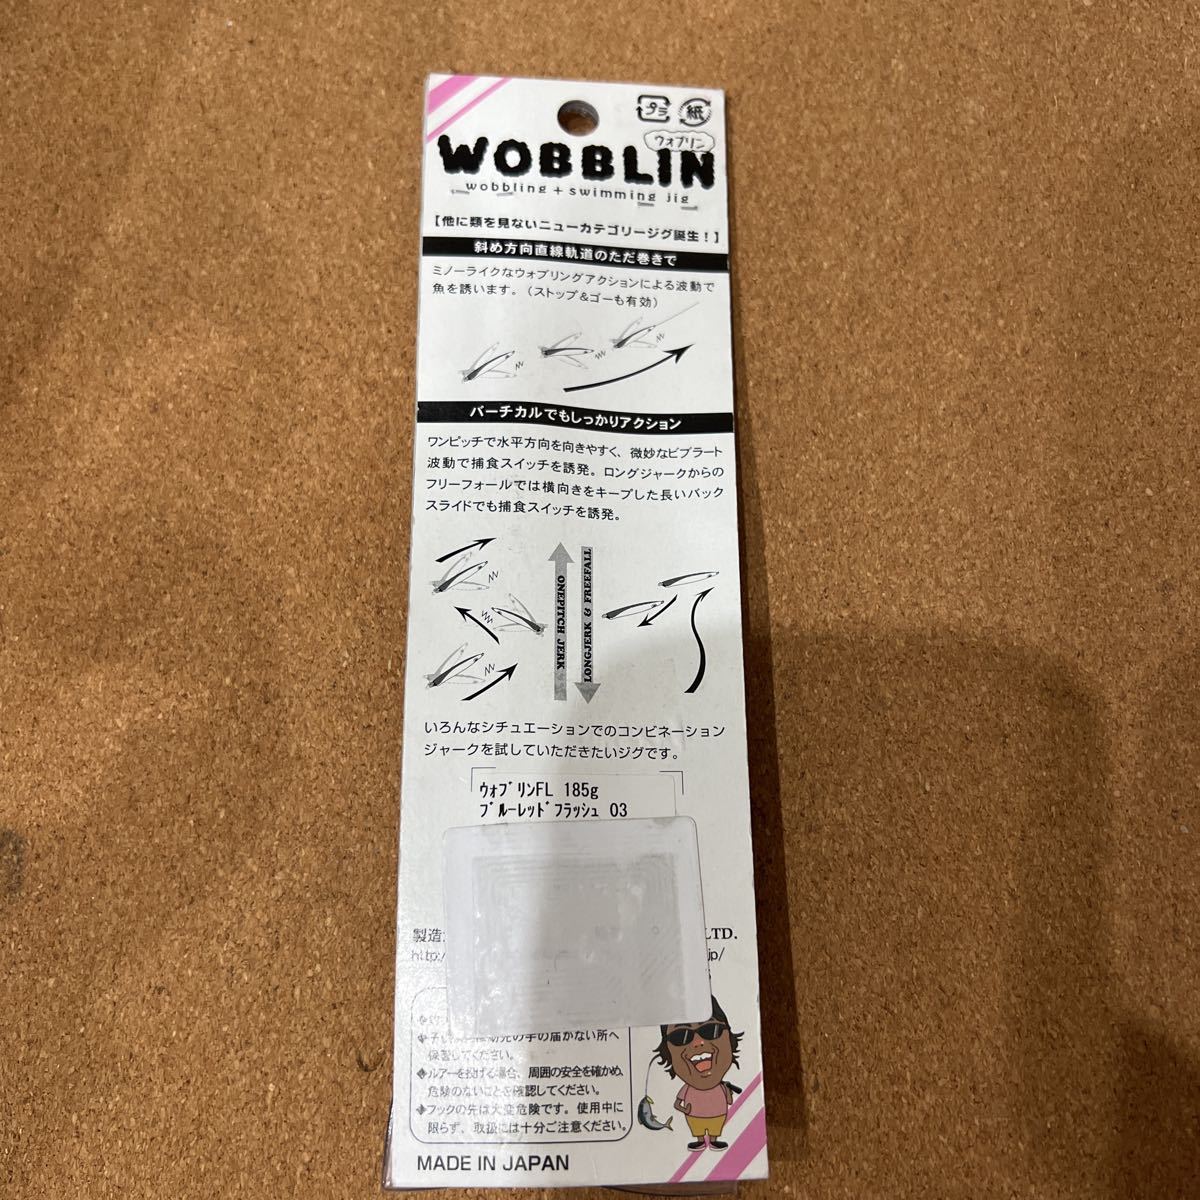 プラ 紙
ウォブリン
WOBBLIN
wobbling + swimming jig
【他に類を見ないニューカテゴリージグ誕生！】
斜め方向直線軌道のただ巻きで
ミノーライクなウォブリングアクションによる波動で
魚を誘います。（ストップ&ゴーも有効）
バーチカルでもしっかりアクション
ワンピッチで水平方向を向きやすく、微妙なビブラート
波動で捕食スイッチを誘発。ロングジャークからの
フリーフォールでは横向きをキープした長いバック
スライドでも捕食スイッチを誘発。
ONEPITCH JERK
LONGJERK & FREEFALL
いろんなシチュエーションでのコンビネーション
ジャークを試していただきたいジグです。
ウォブリンFL 185g
ブルーレッドフラッシュ 03
製造 LTD.
http:/ jp/
の手の届かない所へ
保管してください。
ルアーを投げる場合、周囲の安全を確かめ、
危険のないことを確認してください。
フックの先は大変危険です。使用中に
限らず、取扱には十分ご注意ください。
MADE IN JAPAN